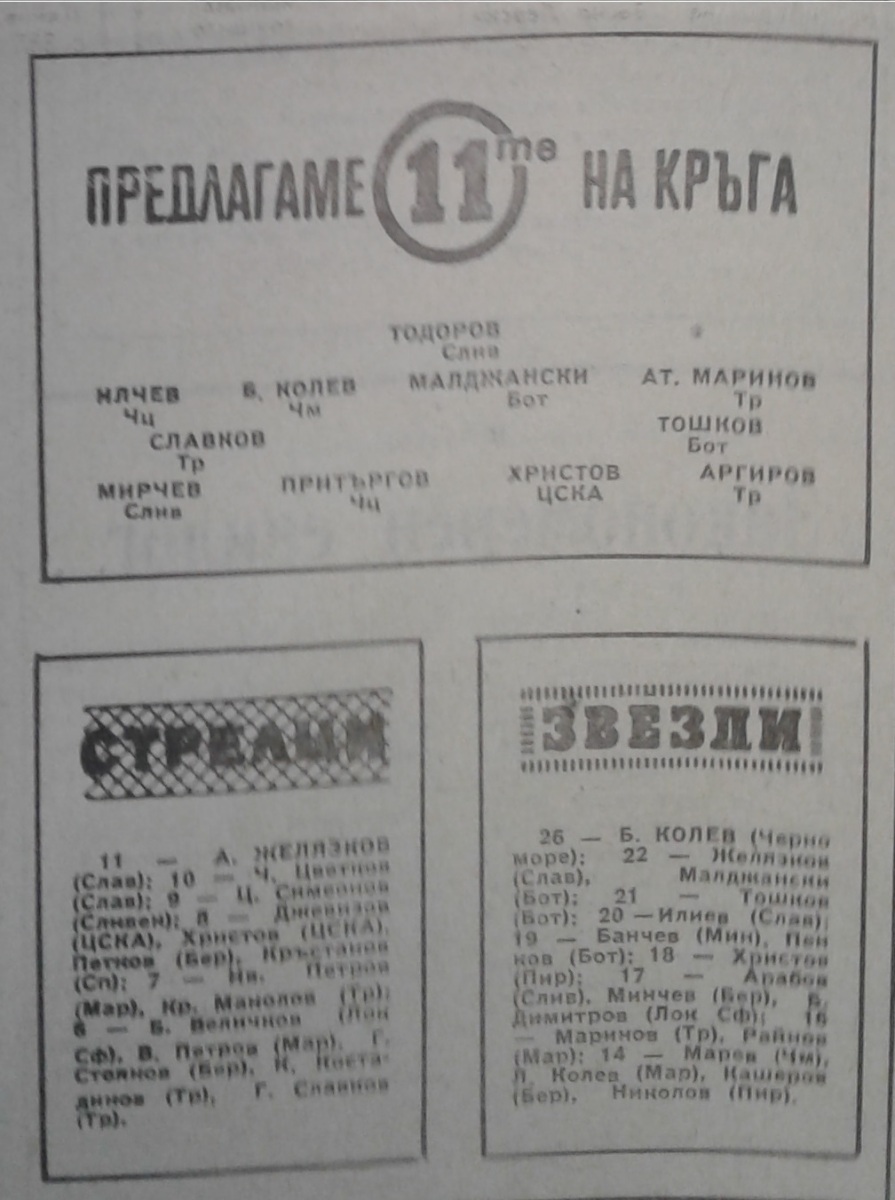 ПРЕДЛАГАМЕ 11те НА КРЪГА
ТОДОРОВ
Слив
ИЛЧЕВ Б. КОЛЕВ МАЛДЖАНСКИ АТ. МАРИНОВ
Чц Чм Бот Тр
СЛАВКОВ ТОШКОВ
Тр Бот
МИРЧЕВ ПРИТЪРГОВ ХРИСТОВ АРГИРОВ
Слив Чц ЦСКА Тр
СТРЕЛЦИ
11 — А. ЖЕЛЯЗКОВ
(Слав); 10 — Ч. Цветков
(Слав); 9 — Ц. Симеонов
(Сливен); 8 — Джевизов
(ЦСКА), Христов (ЦСКА),
Петков (Бер), Кръстанов
(Сп); 7 — Ив. Петров
(Мар), Кр. Манолов (Тр);
6 — Б. Величков (Лок
Сф), В. Петров (Мар), Г.
Стоянов (Бер), К. Коста-
динов (Тр), Г. Славков
(Тр).
ЗВЕЗДИ
26 — Б. КОЛЕВ (Черно
море); 22 — Желязков
(Слав), Малджански
(Бот); 21 — Тошков
(Бот); 20 — Илиев (Слав);
19 — Банчев (Мин), Пен
ков (Бот); 18 — Христов
(Пир); 17 — Арабов
(Слив), Минчев (Бер), Б.
Димитров (Лок Сф); 16
— Маринов (Тр), Райнов
(Мар); 14 — Марев (Чм),
Л. Колев (Мар), Кашеров
(Бер), Николов (Пир).